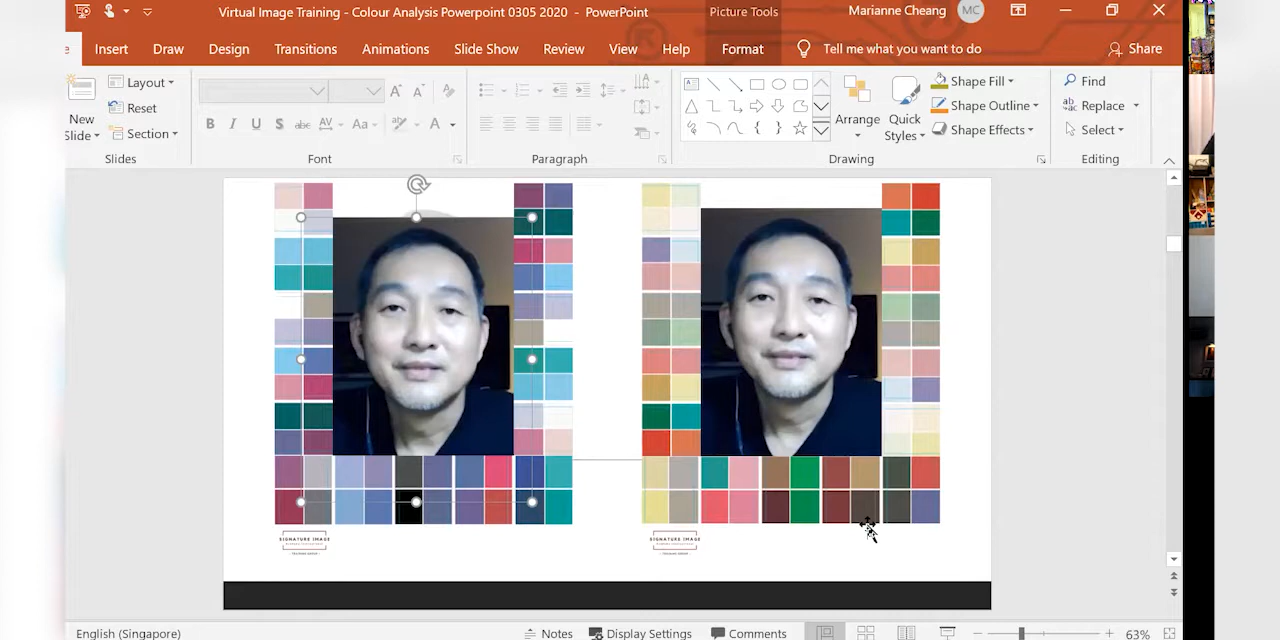 Virtual Image Training - Colour Analysis Powerpoint 0305 2020 - PowerPoint
Picture Tools
Marianne Cheang
MC
Insert
Draw
Design
Transitions
Animations
Slide Show
Review
View
Help
Format
Tell me what you want to do
Share
New
Slide
Layout
Reset
Section
Slides
B I U S abc AV Aa A
Font
Paragraph
Arrange
Quick
Styles
Shape Fill
Shape Outline
Shape Effects
Drawing
Find
Replace
Select
Editing
SIGNATURE IMAGE
SIGNATURE IMAGE
English (Singapore)
Notes
Display Settings
Comments
63%